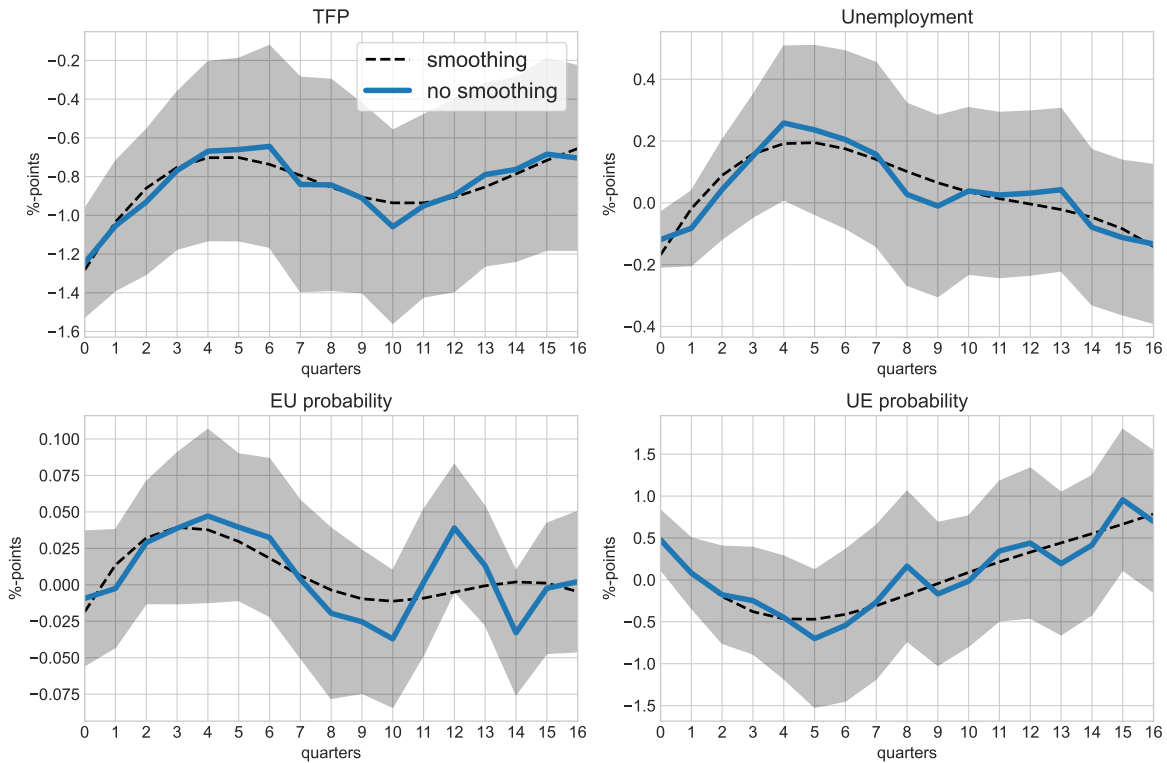 TFP
−0.2
−0.4
−0.6
−0.8
−1.0
−1.2
−1.4
−1.6
%-points
smoothing
no smoothing
0 1 2 3 4 5 6 7 8 9 10 11 12 13 14 15 16
quarters
Unemployment
0.4
0.2
0.0
−0.2
−0.4
%-points
0 1 2 3 4 5 6 7 8 9 10 11 12 13 14 15 16
quarters
EU probability
0.100
0.075
0.050
0.025
0.000
−0.025
−0.050
−0.075
%-points
0 1 2 3 4 5 6 7 8 9 10 11 12 13 14 15 16
quarters
UE probability
1.5
1.0
0.5
0.0
−0.5
−1.0
−1.5
%-points
0 1 2 3 4 5 6 7 8 9 10 11 12 13 14 15 16
quarters